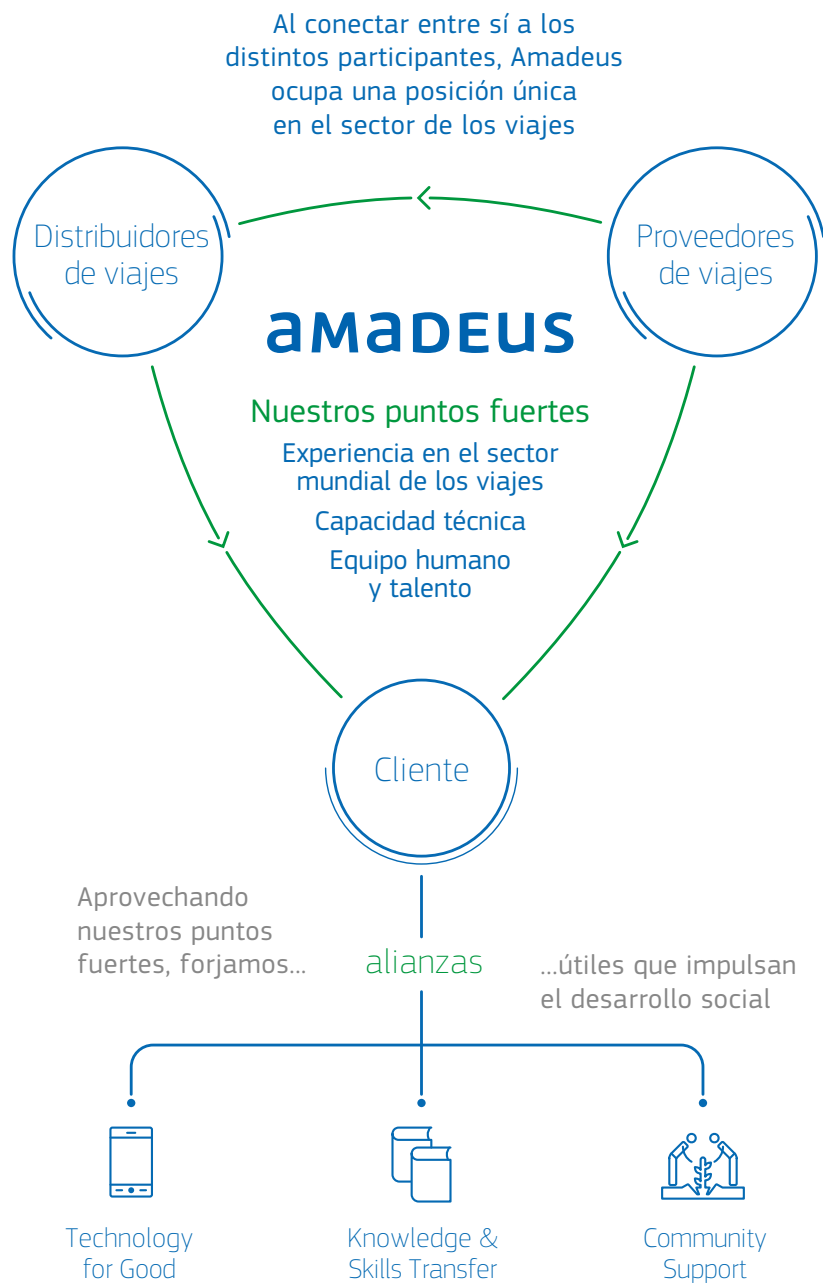 Al conectar entre sí a los
distintos participantes, Amadeus
ocupa una posición única
en el sector de los viajes
Distribuidores
de viajes
Proveedores
de viajes
amadeus
Nuestros puntos fuertes
Experiencia en el sector
mundial de los viajes
Capacidad técnica
Equipo humano
y talento
Cliente
Aprovechando
nuestros puntos
fuertes, forjamos...
alianzas
...útiles que impulsan
el desarrollo social
Technology
for Good
Knowledge &
Skills Transfer
Community
Support